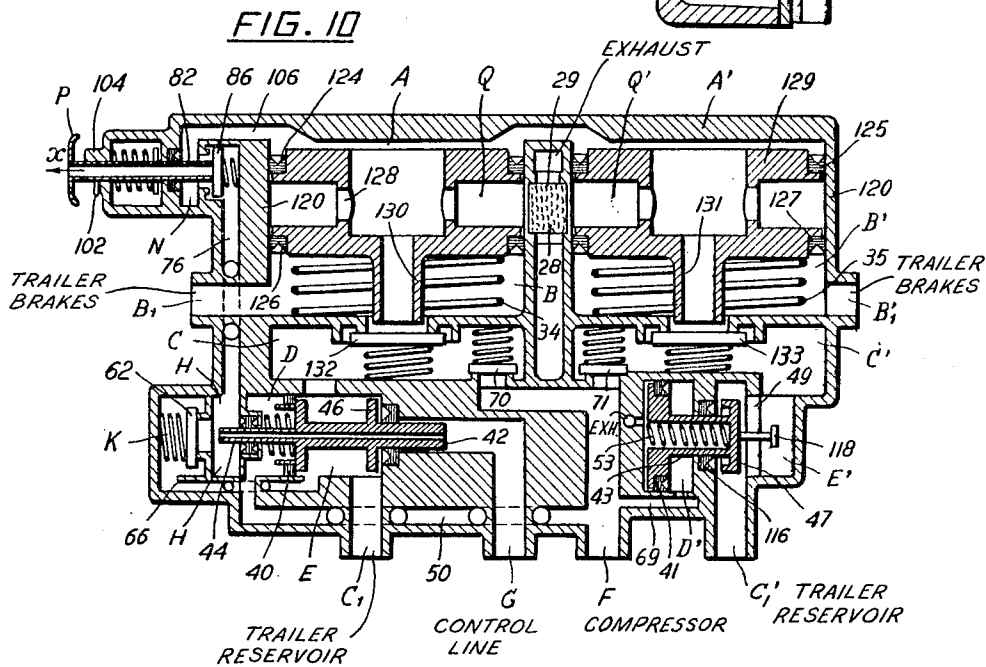 FIG. 10
EXHAUST
P 104 82 86 106 124 A Q 29 Q' A' 129
x
125
120 128 120
130 131 127
102 N 28 B'
76 35
TRAILER
BRAKES
B₁ 126 B 34
TRAILER
BRAKES
B'₁
C D 132 133 C'
62 H 70 71 49
46 EXH.
K 42 53 118
43 E'
66 H 44 40 E 50 69 D' 41 116 47
C₁ G F C₁'
TRAILER
RESERVOIR
CONTROL
LINE
COMPRESSOR
TRAILER
RESERVOIR